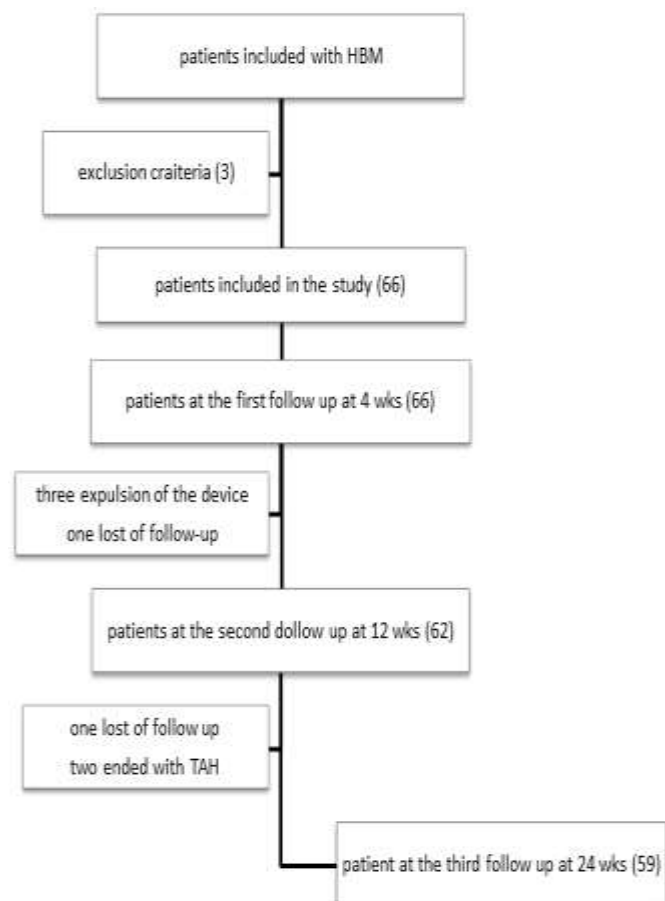 patients included with HBM
exclusion craiteria (3)
patients included in the study (66)
patients at the first follow up at 4 wks (66)
three expulsion of the device
one lost of follow-up
patients at the second dollow up at 12 wks (62)
one lost of follow up
two ended with TAH
patient at the third follow up at 24 wks (59)